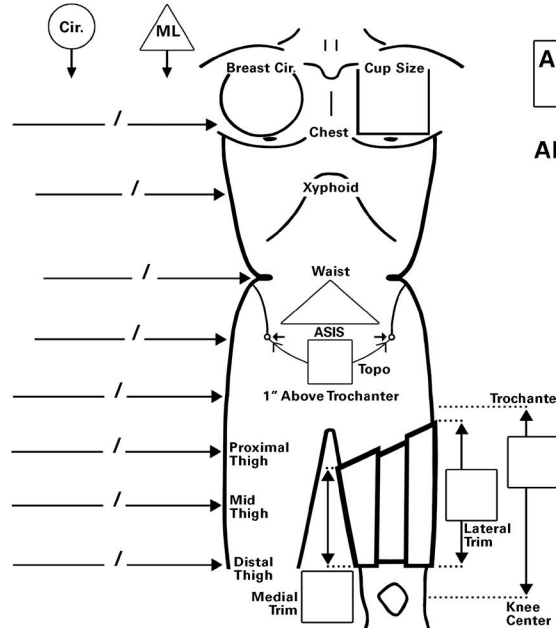 Cir.
ML
Breast Cir.
Cup Size
/
Chest
/
Xyphoid
/
Waist
/
ASIS
Topo
/
1" Above Trochanter
/
Proximal
Thigh
/
Mid
Thigh
/
Distal
Thigh
Medial
Trim
Lateral
Trim
Knee
Center